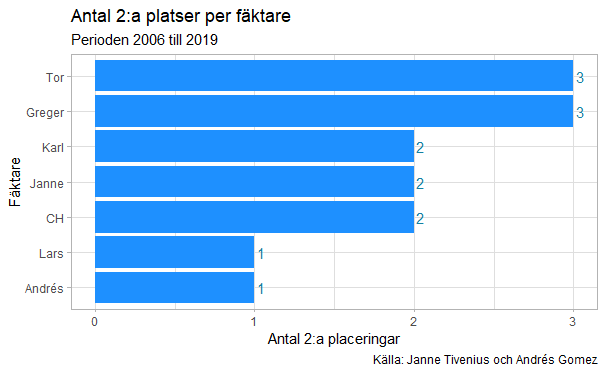 Antal 2:a platser per fäktare
Perioden 2006 till 2019
Fäktare
Tor 3
Greger 3
Karl 2
Janne 2
CH 2
Lars 1
Andrés 1
0 1 2 3
Antal 2:a placeringar
Källa: Janne Tivenius och Andrés Gomez